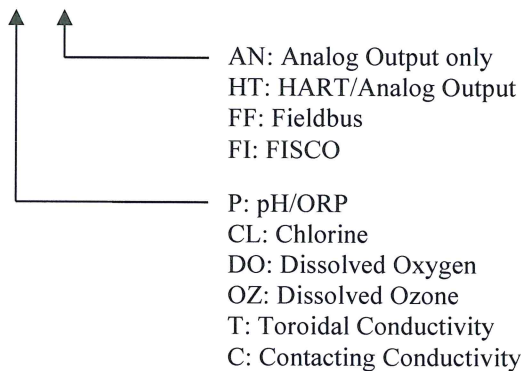 AN: Analog Output only
HT: HART/Analog Output
FF: Fieldbus
FI: FISCO
P: pH/ORP
CL: Chlorine
DO: Dissolved Oxygen
OZ: Dissolved Ozone
T: Toroidal Conductivity
C: Contacting Conductivity